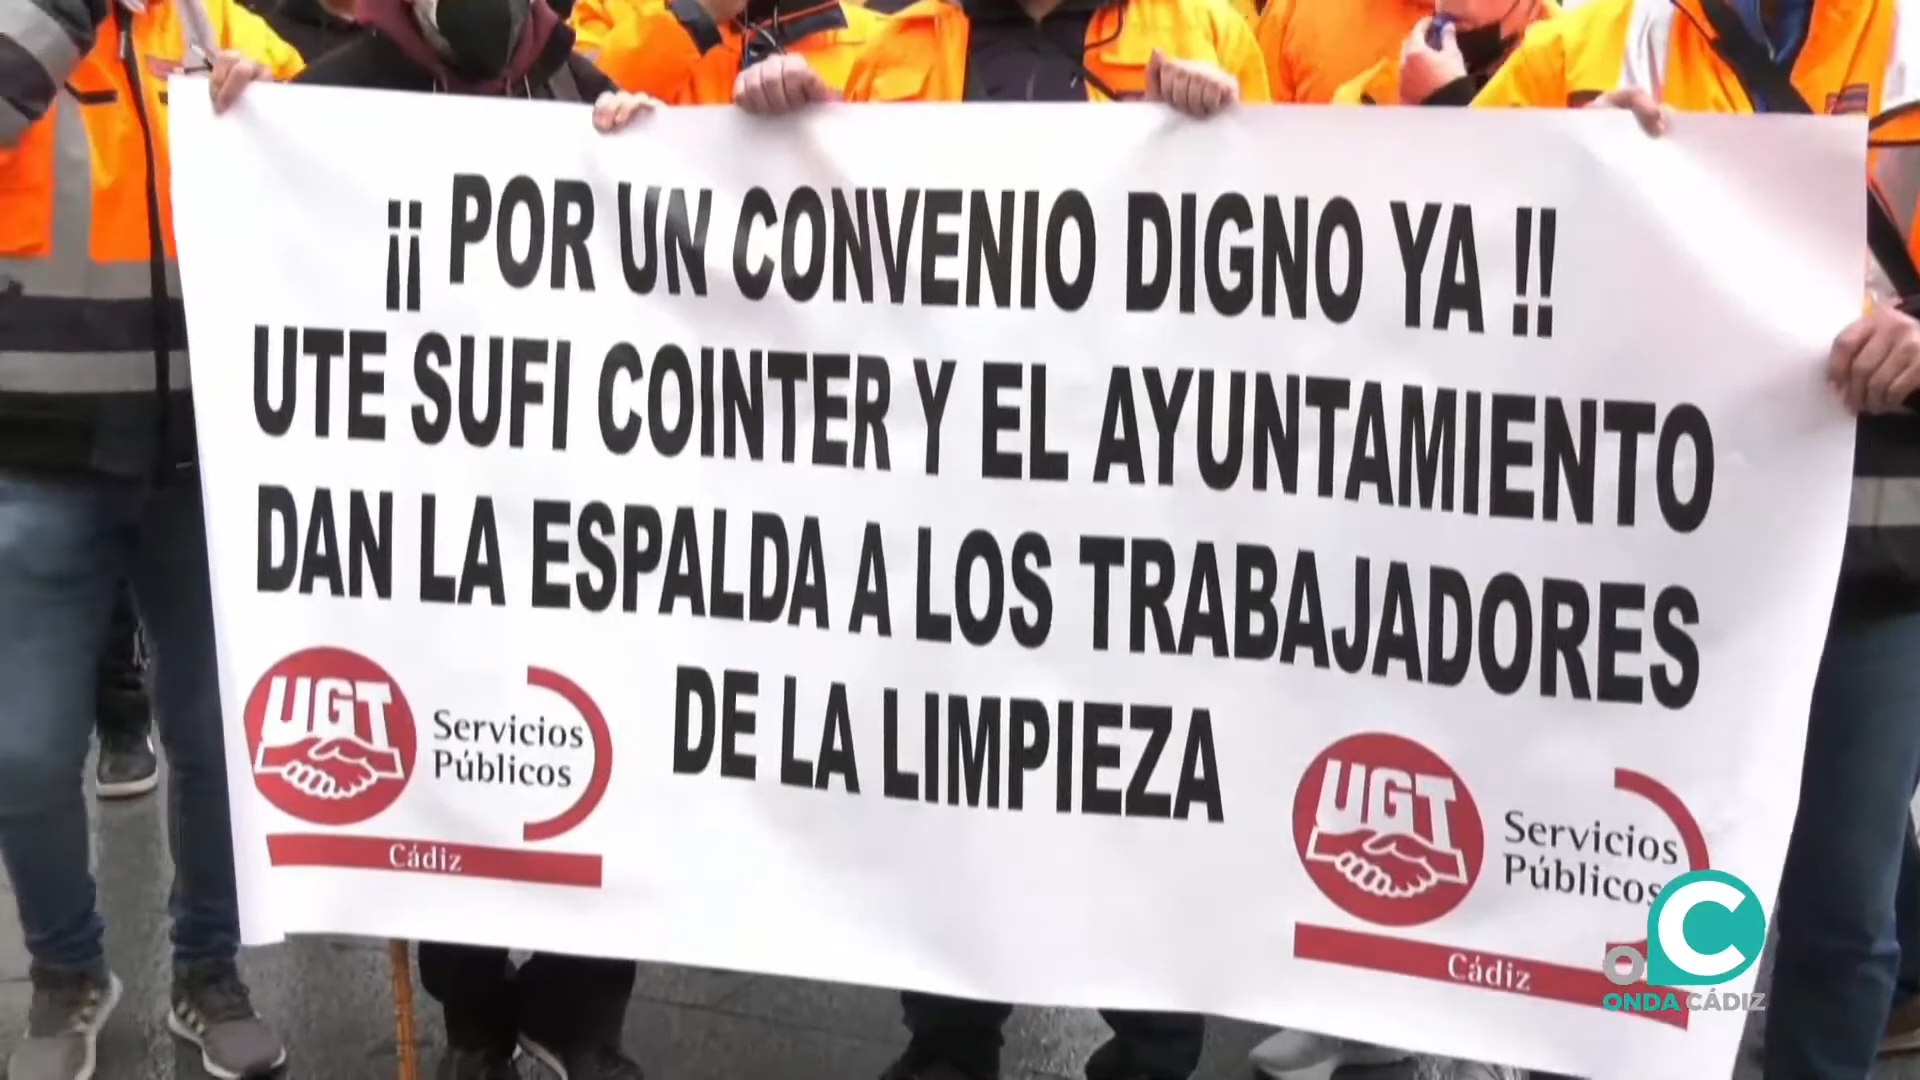 ¡¡ POR UN CONVENIO DIGNO YA !!
UTE SUFI COINTER Y EL AYUNTAMIENTO
DAN LA ESPALDA A LOS TRABAJADORES
DE LA LIMPIEZA
UGT
Servicios
Públicos
Cádiz
UGT
Servicios
Públicos
Cádiz
OC
ONDA CÁDIZ